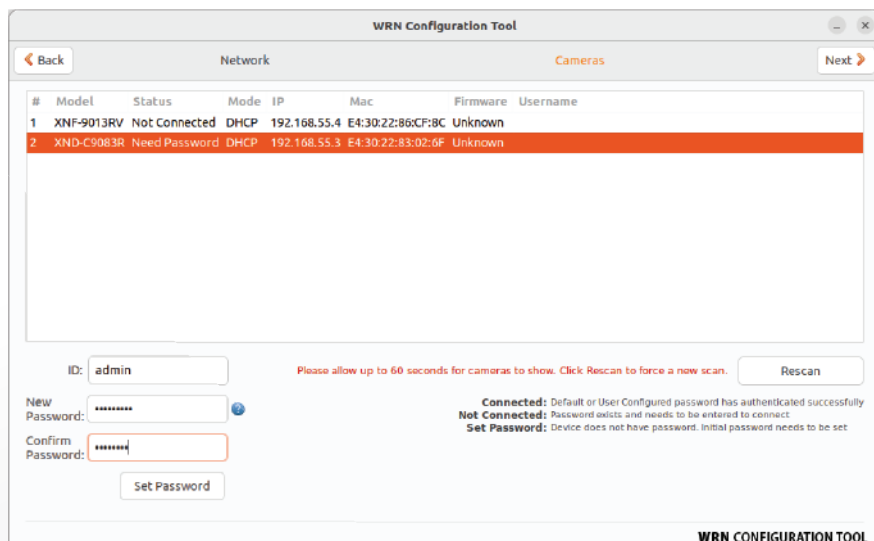 WRN Configuration Tool
Back Network Cameras Next
# Model Status Mode IP Mac Firmware Username
1 XNF-9013RV Not Connected DHCP 192.168.55.4 E4:30:22:86:CF:8C Unknown
2 XND-C9083R Need Password DHCP 192.168.55.3 E4:30:22:83:02:6F Unknown
ID: admin Please allow up to 60 seconds for cameras to show. Click Rescan to force a new scan. Rescan
New Password: •••••••••
Connected: Default or User Configured password has authenticated successfully
Not Connected: Password exists and needs to be entered to connect
Set Password: Device does not have password. Initial password needs to be set
Confirm Password: ••••••••
Set Password
WRN CONFIGURATION TOOL